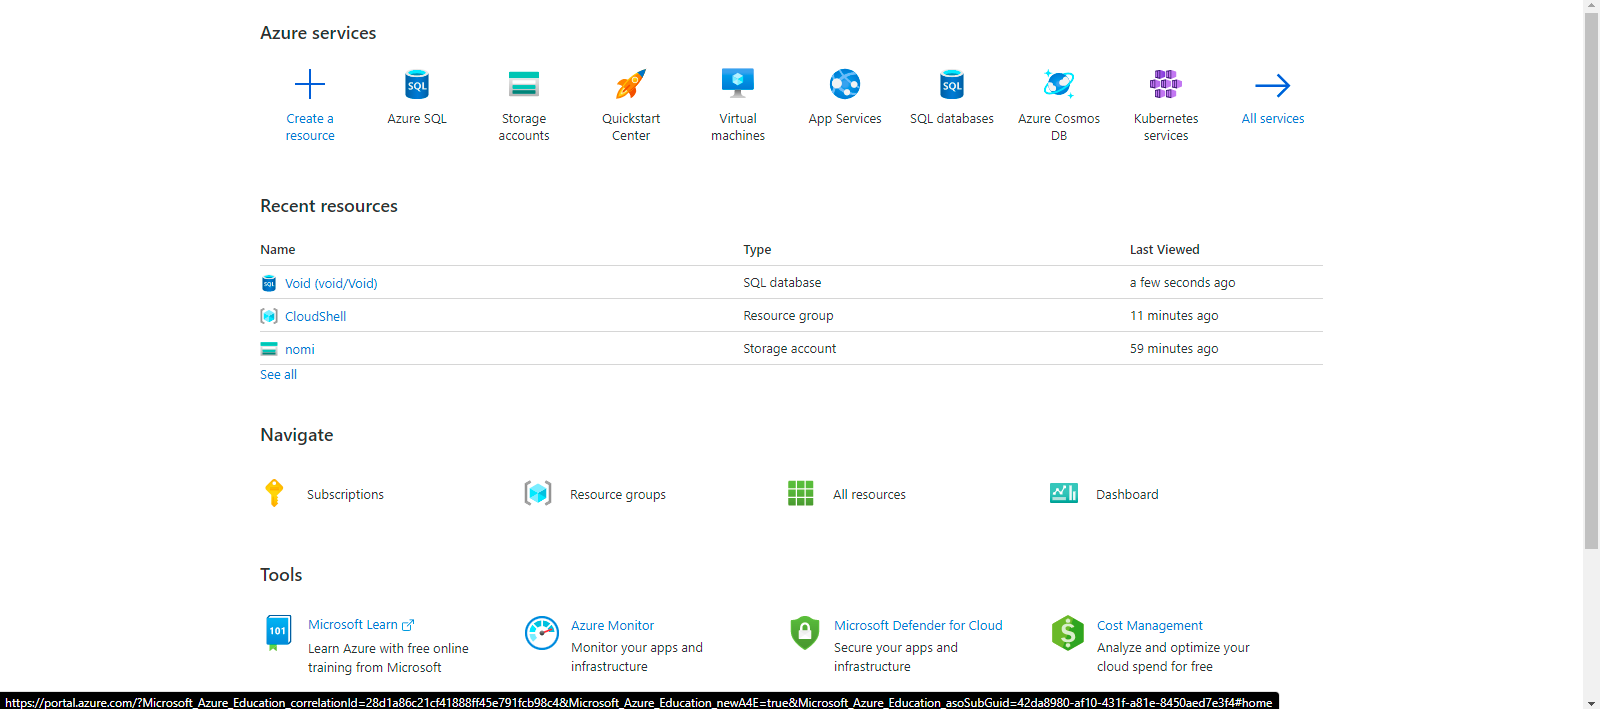 Azure services
Create a resource
SQL
Azure SQL
Storage accounts
Quickstart Center
Virtual machines
App Services
SQL
SQL databases
Azure Cosmos DB
Kubernetes services
All services
Recent resources
Name Type Last Viewed
SQL Void (void/Void) SQL database a few seconds ago
CloudShell Resource group 11 minutes ago
nomi Storage account 59 minutes ago
See all
Navigate
Subscriptions Resource groups All resources Dashboard
Tools
101
Microsoft Learn
Learn Azure with free online
training from Microsoft
Azure Monitor
Monitor your apps and
infrastructure
Microsoft Defender for Cloud
Secure your apps and
infrastructure
$
Cost Management
Analyze and optimize your
cloud spend for free
https://portal.azure.com/?Microsoft_Azure_Education_correlationId=28d1a86c21cf41888ff45e791fcb98c4&Microsoft_Azure_Education_newA4E=true&Microsoft_Azure_Education_asoSubGuid=42da8980-af10-431f-a81e-8450aed7e3f4#home